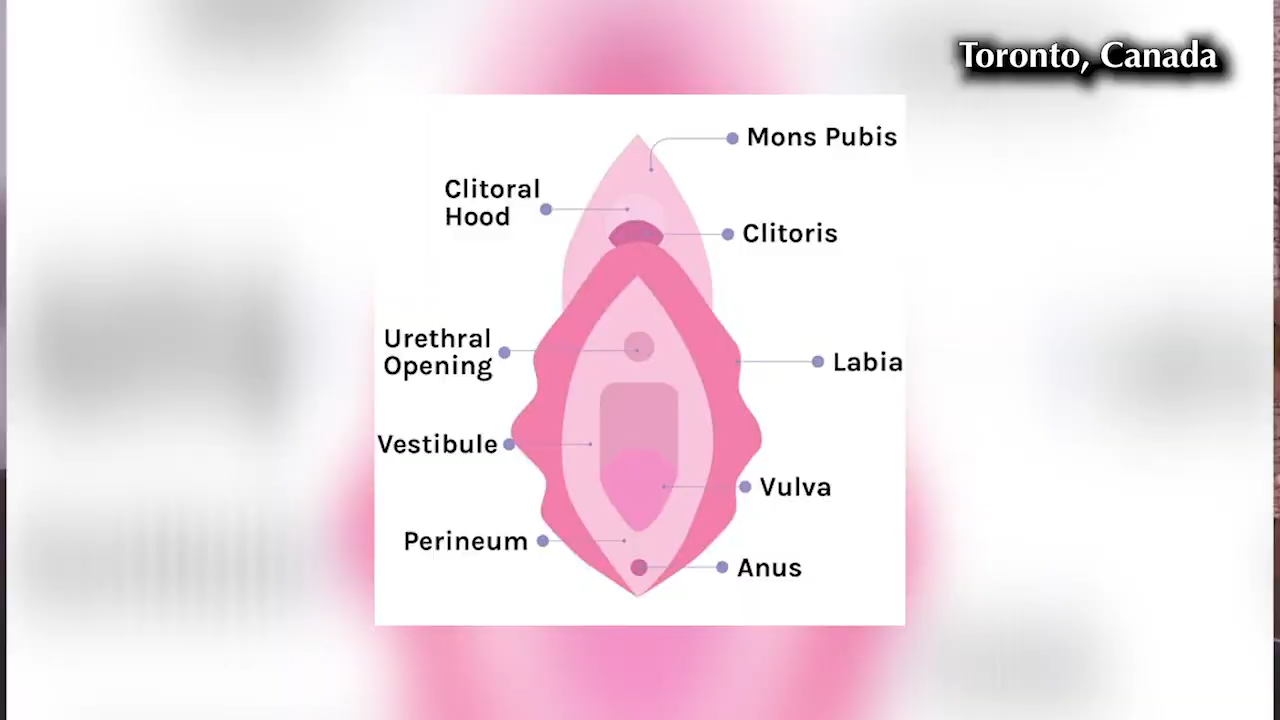 Toronto, Canada
Mons Pubis
Clitoral
Hood
Clitoris
Urethral
Opening
Labia
Vestibule
Vulva
Perineum
Anus